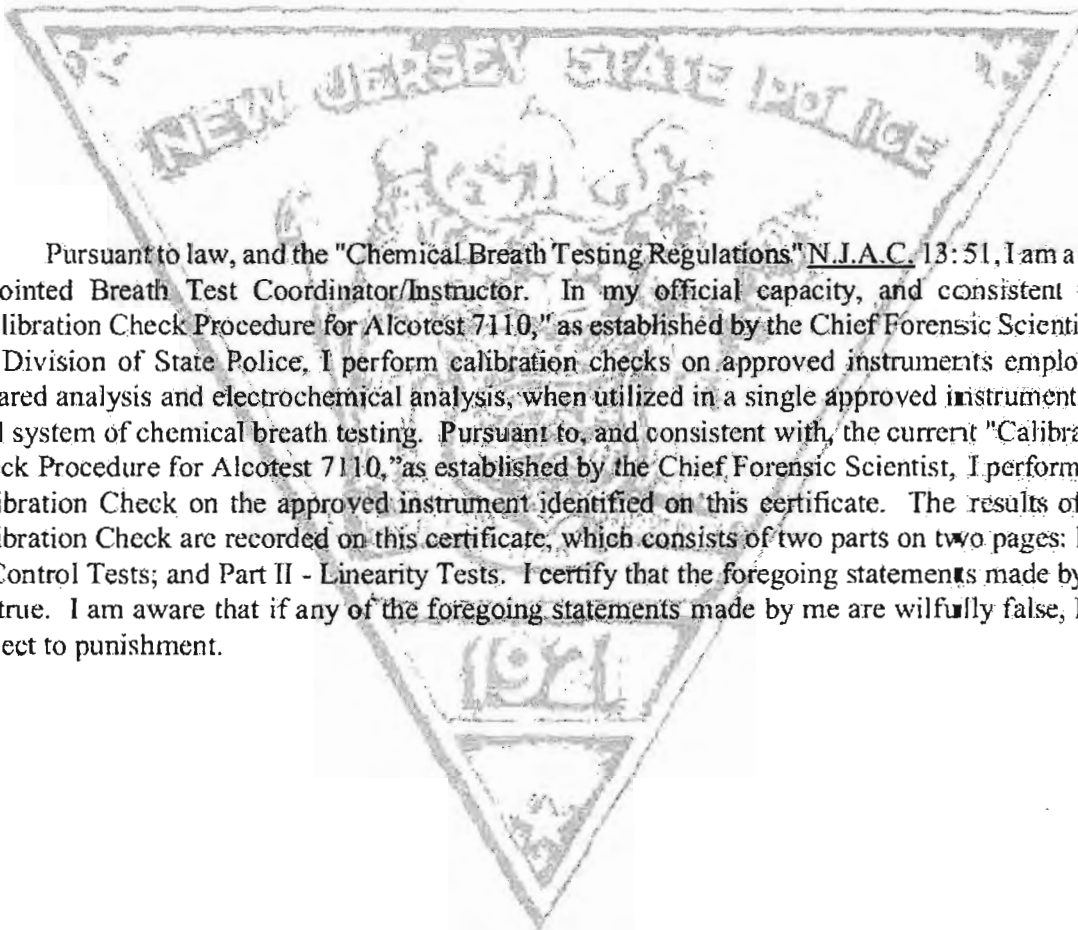 NEW JERSEY STATE POLICE
Pursuant to law, and the "Chemical Breath Testing Regulations" N.J.A.C. 13:51, I am a
ointed Breath Test Coordinator/Instructor. In my official capacity, and consistent
libration Check Procedure for Alcotest 7110," as established by the Chief Forensic Scienti
Division of State Police, I perform calibration checks on approved instruments emplo
ared analysis and electrochemical analysis, when utilized in a single approved instrument
l system of chemical breath testing. Pursuant to, and consistent with, the current "Calibra
ck Procedure for Alcotest 7110," as established by the Chief Forensic Scientist, I perform
ibration Check on the approved instrument identified on this certificate. The results of
ibration Check are recorded on this certificate, which consists of two parts on two pages:
Control Tests; and Part II - Linearity Tests. I certify that the foregoing statements made by
true. I am aware that if any of the foregoing statements made by me are wilfully false, I
ect to punishment.
1921